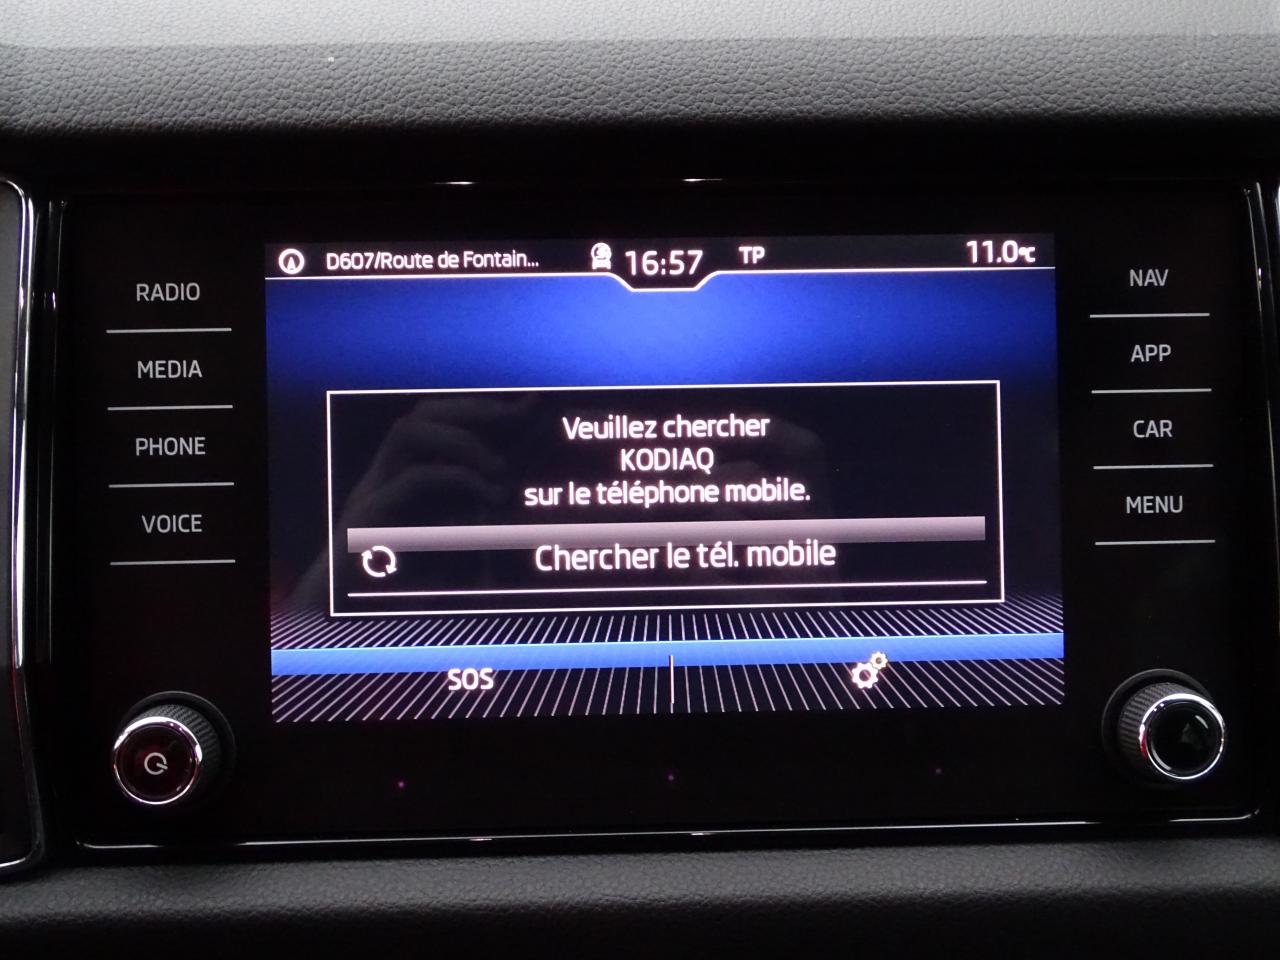 D607/Route de Fontain...
16:57
TP
11.0°C
RADIO
MEDIA
PHONE
VOICE
Veuillez chercher
KODIAQ
sur le téléphone mobile.
Chercher le tél. mobile
SOS
NAV
APP
CAR
MENU